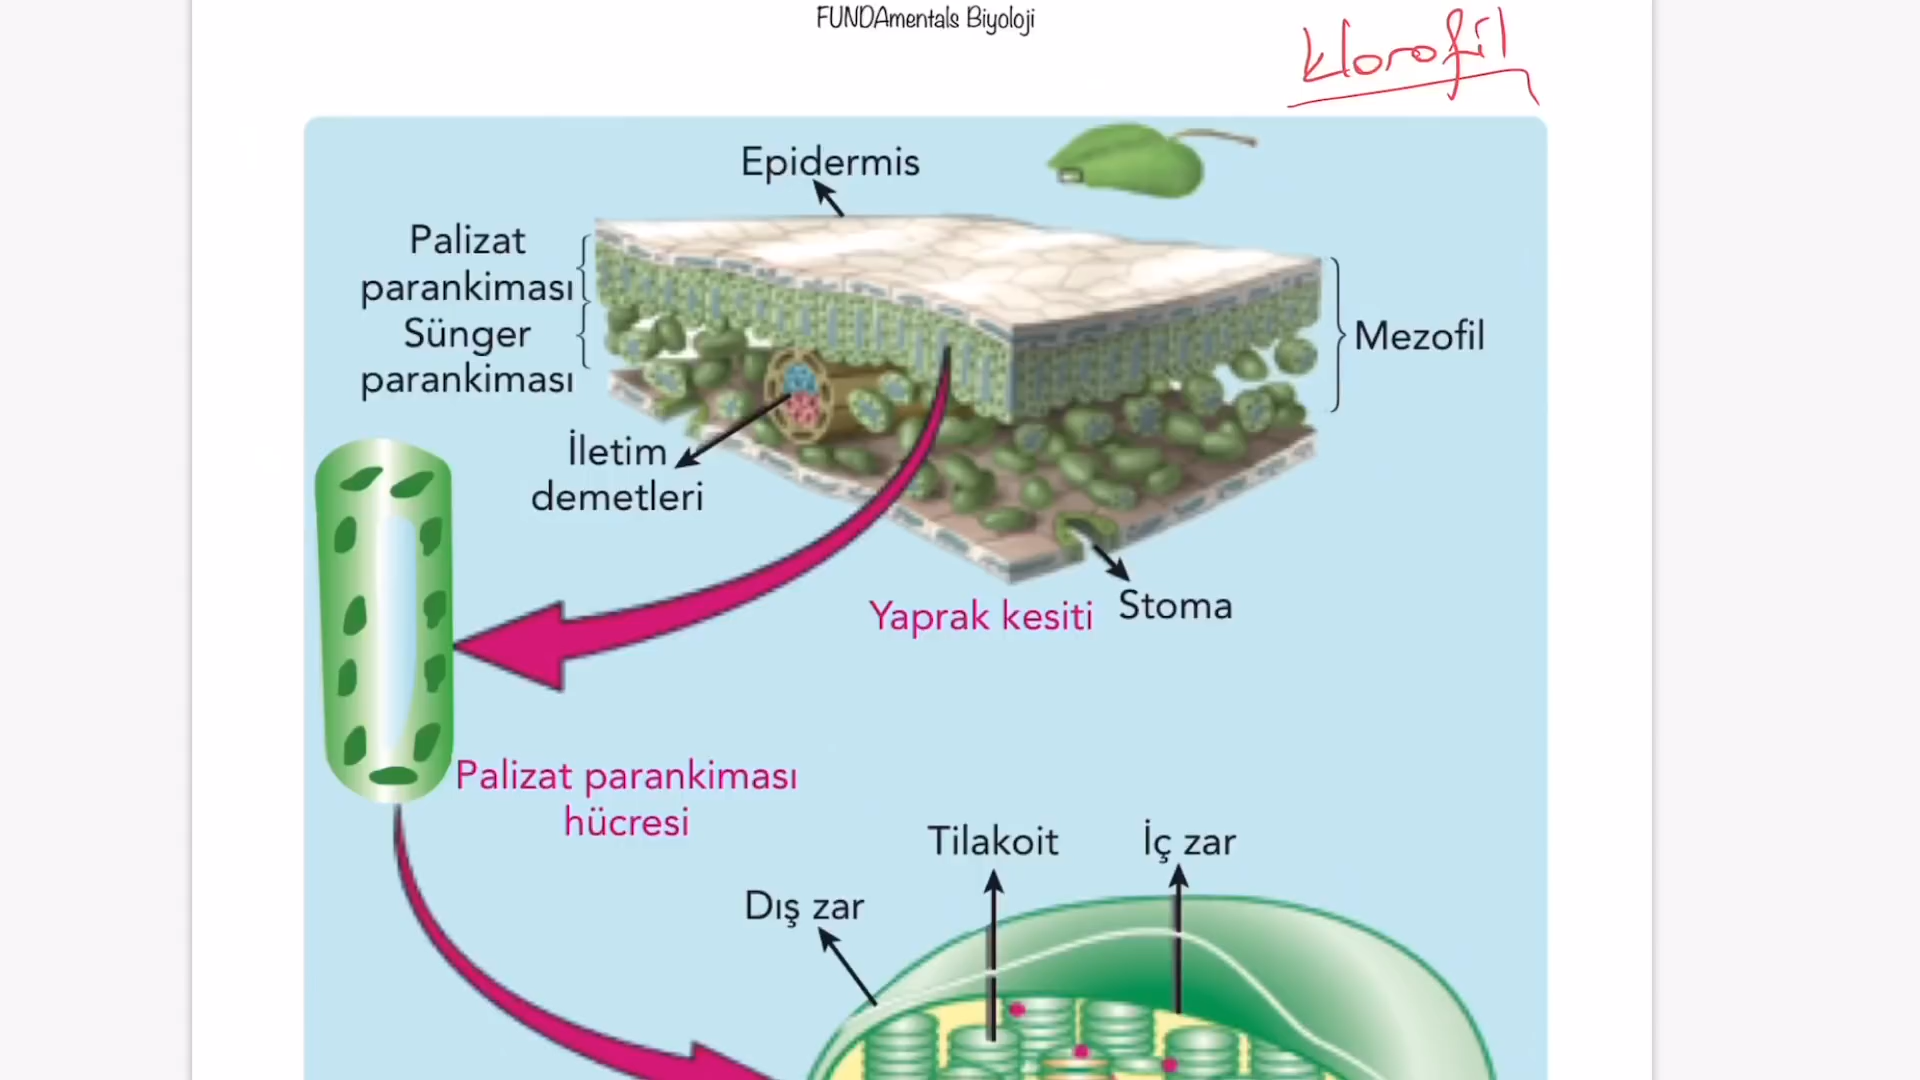 FUNDAmentals Biyoloji
klorofil
Epidermis
Palizat
parankiması
Sünger
parankiması
Mezofil
İletim
demetleri
Yaprak kesiti
Stoma
Palizat parankiması
hücresi
Tilakoit
İç zar
Dış zar